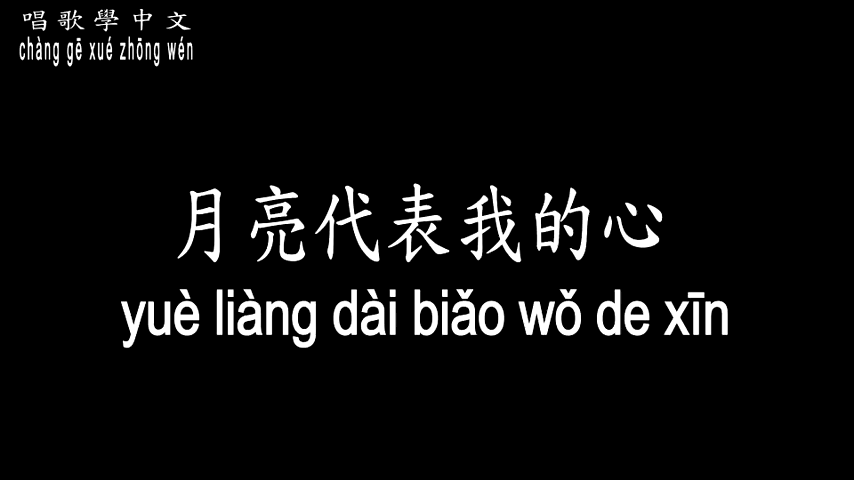 唱歌學中文
chàng gē xué zhōng wén
月亮代表我的心
yuè liàng dài biǎo wǒ de xīn